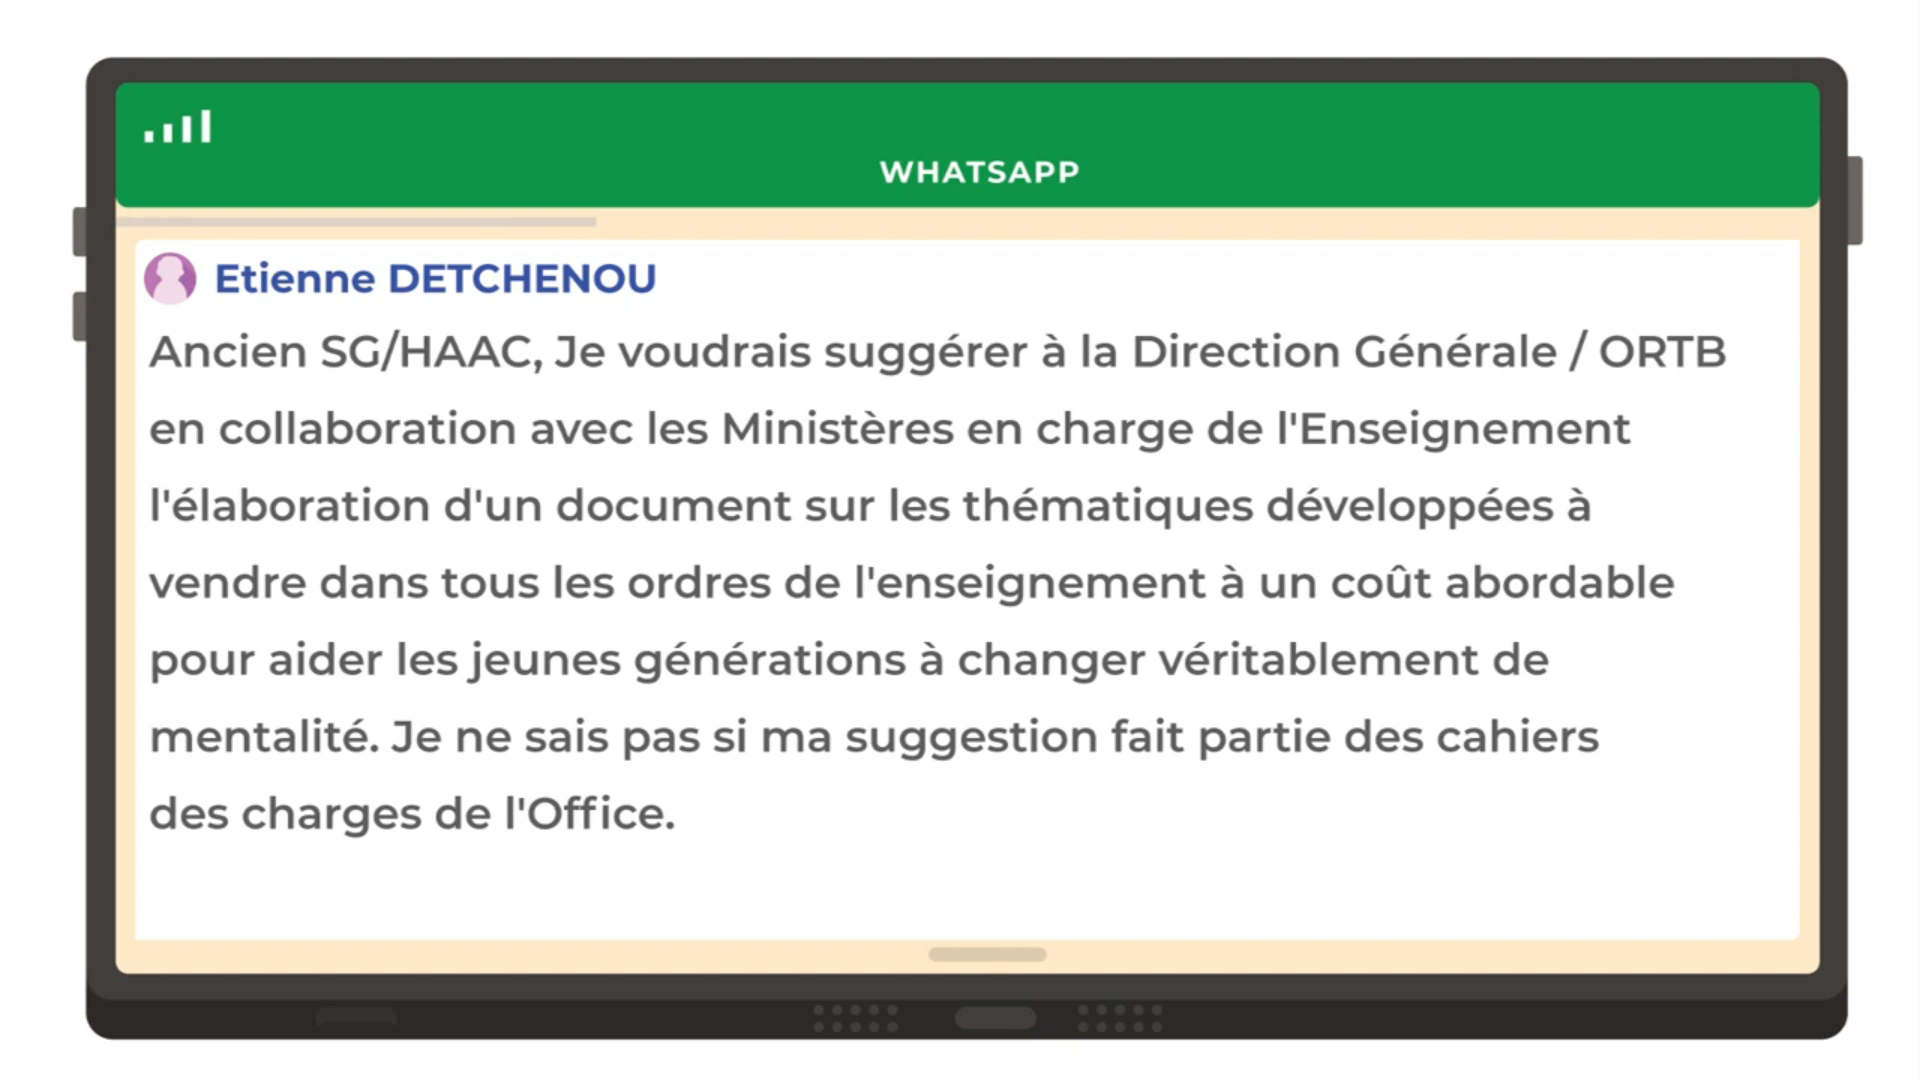 WHATSAPP
Etienne DETCHENOU
Ancien SG/HAAC, Je voudrais suggérer à la Direction Générale / ORTB
en collaboration avec les Ministères en charge de l'Enseignement
l'élaboration d'un document sur les thématiques développées à
vendre dans tous les ordres de l'enseignement à un coût abordable
pour aider les jeunes générations à changer véritablement de
mentalité. Je ne sais pas si ma suggestion fait partie des cahiers
des charges de l'Office.